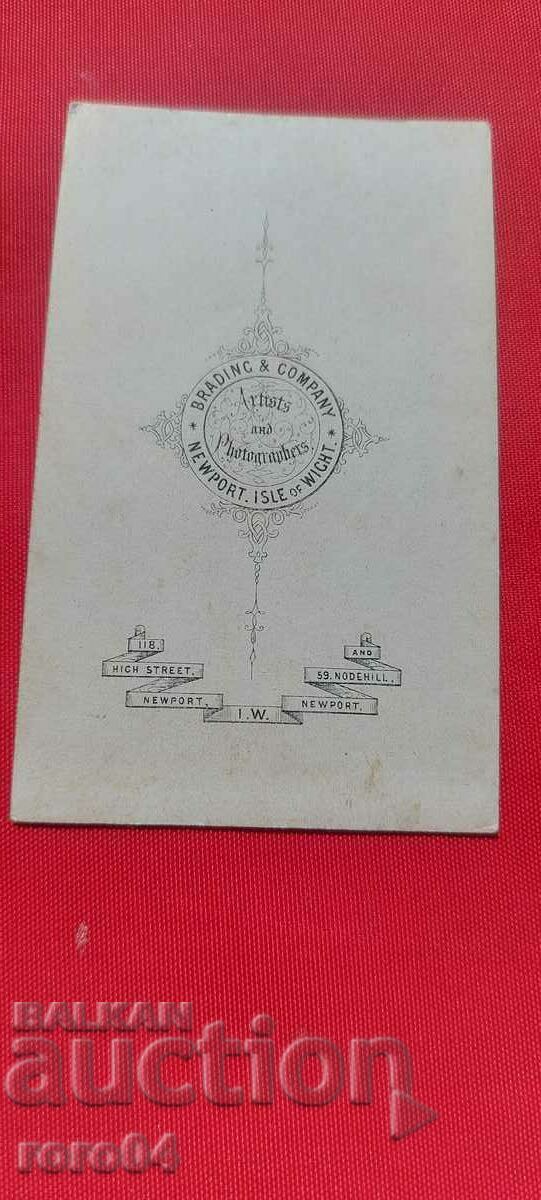 BRADING & COMPANY
Artists
and
Photographers.
* NEWPORT. ISLE OF WIGHT. *
118.
HIGH STREET.
NEWPORT.
I.W.
AND
59. NODEHILL.
NEWPORT.
BALKAN
auction
roro04